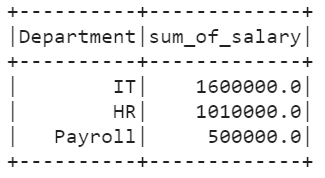 +----------+-------------+
|Department|sum_of_salary|
+----------+-------------+
|        IT|    1600000.0|
|        HR|    1010000.0|
|   Payroll|     500000.0|
+----------+-------------+